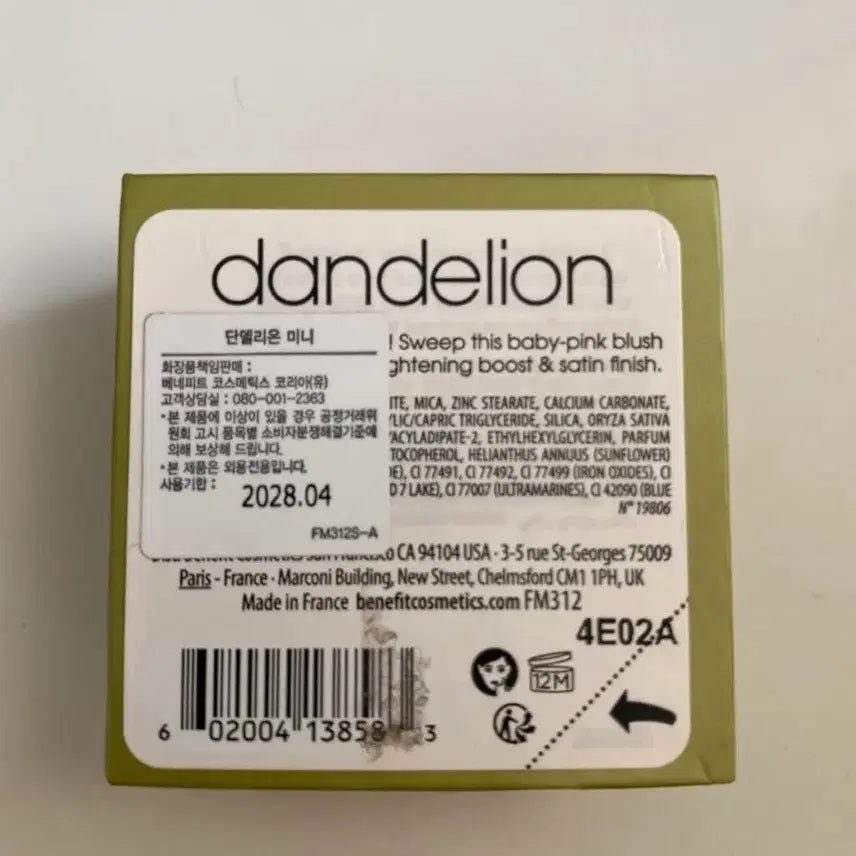 dandelion
단델리온 미니
화장품책임판매 :
베네피트 코스메틱스 코리아(유)
고객상담실 : 080-001-2363
•본 제품에 이상이 있을 경우 공정거래위
원회 고시 품목별 소비자분쟁해결기준에
의해 보상해 드립니다.
•본 제품은 외용전용입니다.
사용기한 :
2028.04
FM312S-A
! Sweep this baby-pink blush
ghtening boost & satin finish.
ITE, MICA, ZINC STEARATE, CALCIUM CARBONATE,
YLIC/CAPRIC TRIGLYCERIDE, SILICA, ORYZA SATIVA
YACYLADIPATE-2, ETHYLHEXYLGLYCERIN, PARFUM
TOCOPHEROL, HELIANTHUS ANNUUS (SUNFLOWER)
DE), CI 77491, CI 77492, CI 77499 (IRON OXIDES), CI
D 7 LAKE), CI 77007 (ULTRAMARINES), CI 42090 (BLUE
N° 19806
CA 94104 USA · 3-5 rue St-Georges 75009
Paris - France · Marconi Building, New Street, Chelmsford CM1 1PH, UK
Made in France benefitcosmetics.com FM312
4E02A
12M
6 02004 13858 3